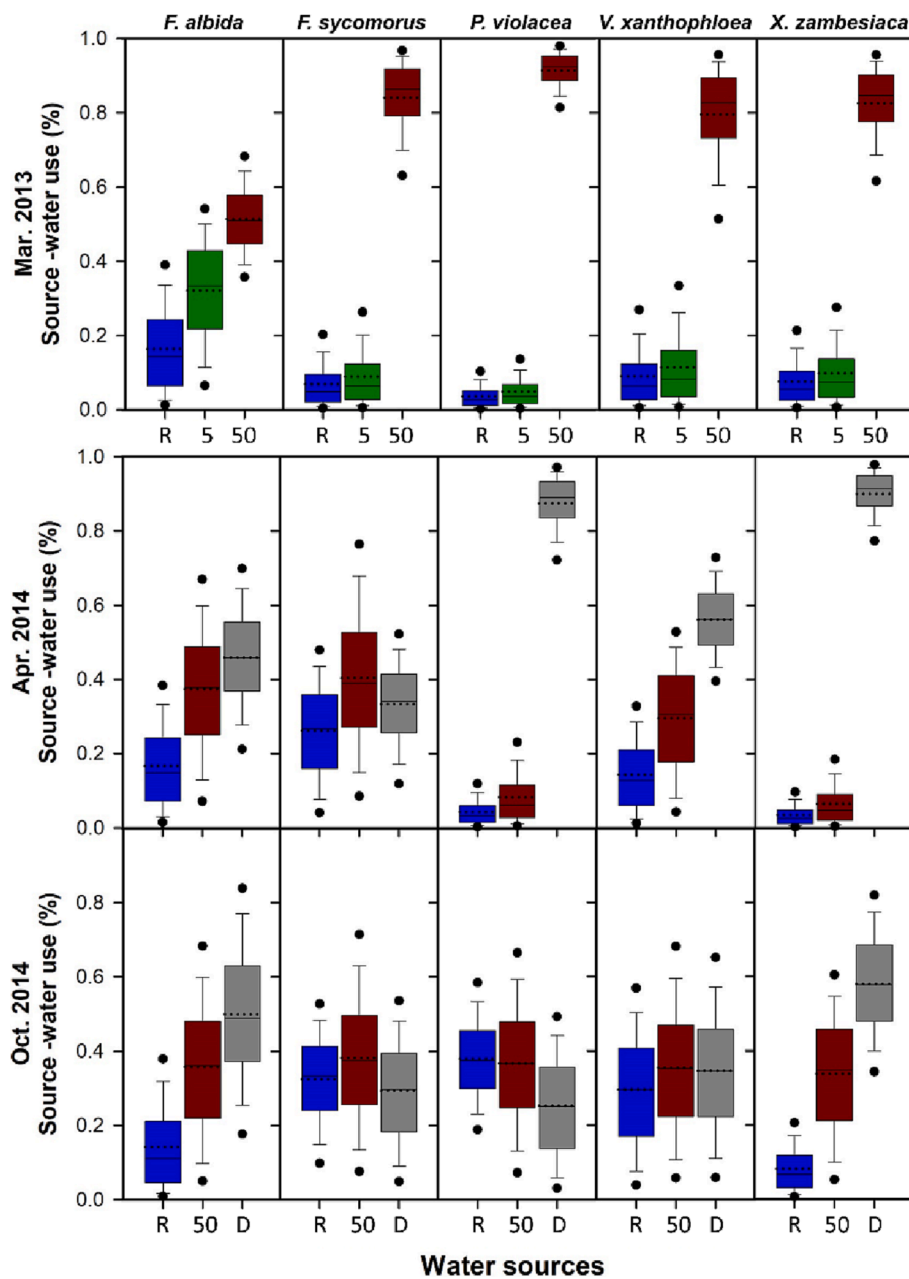 F. albida F. sycomorus P. violacea V. xanthophloea X. zambesiaca
Mar. 2013
Source -water use (%)
1.0
0.8
0.6
0.4
0.2
0.0
R 5 50 R 5 50 R 5 50 R 5 50 R 5 50
Apr. 2014
Source -water use (%)
1.0
0.8
0.6
0.4
0.2
0.0
Oct. 2014
Source -water use (%)
0.8
0.6
0.4
0.2
0.0
R 50 D R 50 D R 50 D R 50 D R 50 D
Water sources